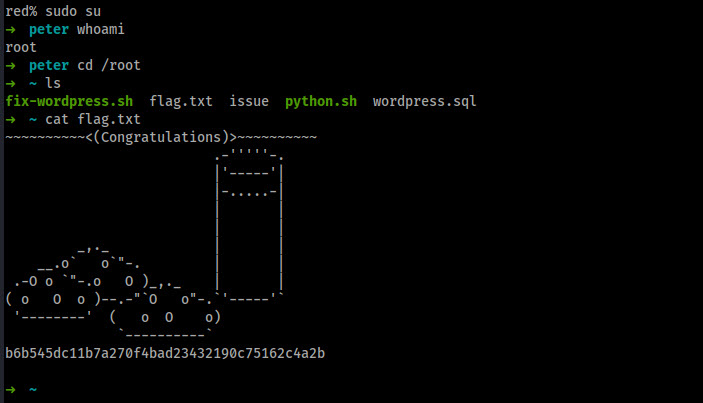 red% sudo su
→  peter whoami
root
→  peter cd /root
→  ~ ls
fix-wordpress.sh  flag.txt  issue  python.sh  wordpress.sql
→  ~ cat flag.txt
~~~~~~~~~~<(Congratulations)>~~~~~~~~~~
                          .-'''''-.
                          |'-----'|
                          |-.....-|
                          |       |
                          |       |
         _,._             |       |
    __.o`   o`"-.         |       |
 .-O o `"-.o   O )_,._    |       |
( o   O  o )--.-"`O   o"-.`'-----'`
 '--------'  (   o  O    o)
              `----------`
b6b545dc11b7a270f4bad23432190c75162c4a2b
→  ~